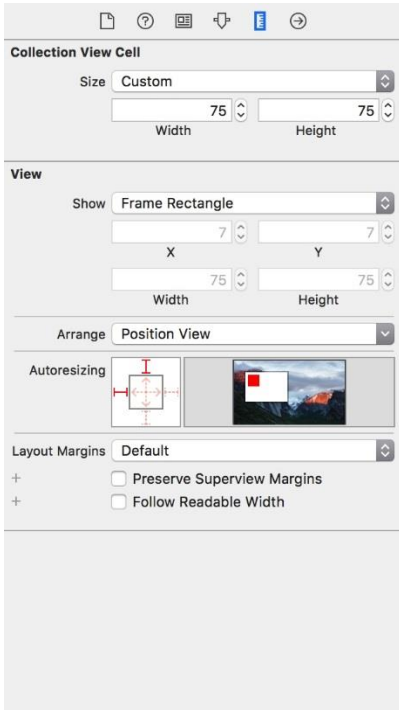 Collection View Cell
Size Custom
75 75
Width Height
View
Show Frame Rectangle
7 7
X Y
75 75
Width Height
Arrange Position View
Autoresizing
Layout Margins Default
+ Preserve Superview Margins
+ Follow Readable Width